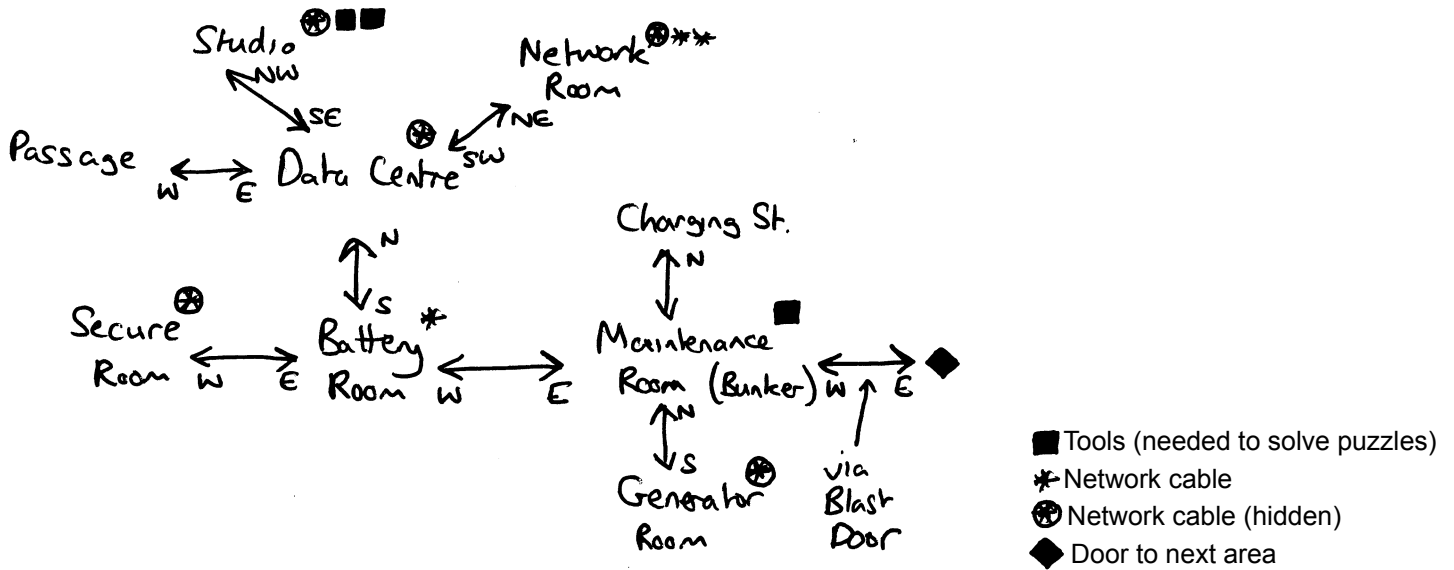 Studio
NW
SE
Network
Room
NE
SW
Passage
W E
Data Centre
N
S
Charging St.
N
Secure
Room
W E
Battery
Room
W E
Maintenance
Room (Bunker)
W E
N
S
Generator
Room
via
Blast
Door
Tools (needed to solve puzzles)
Network cable
Network cable (hidden)
Door to next area